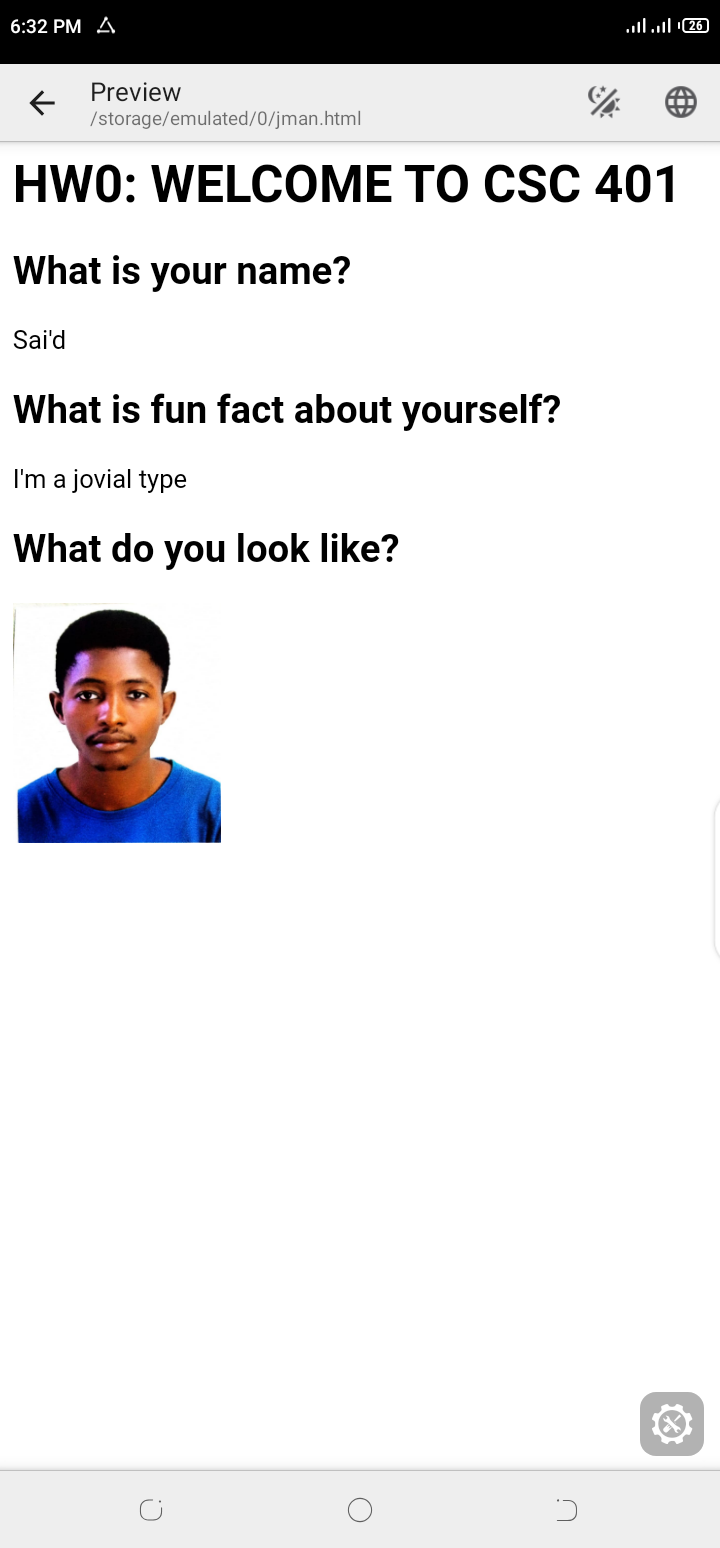 6:32 PM
26
Preview
/storage/emulated/0/jman.html
HW0: WELCOME TO CSC 401
What is your name?
Sai'd
What is fun fact about yourself?
I'm a jovial type
What do you look like?